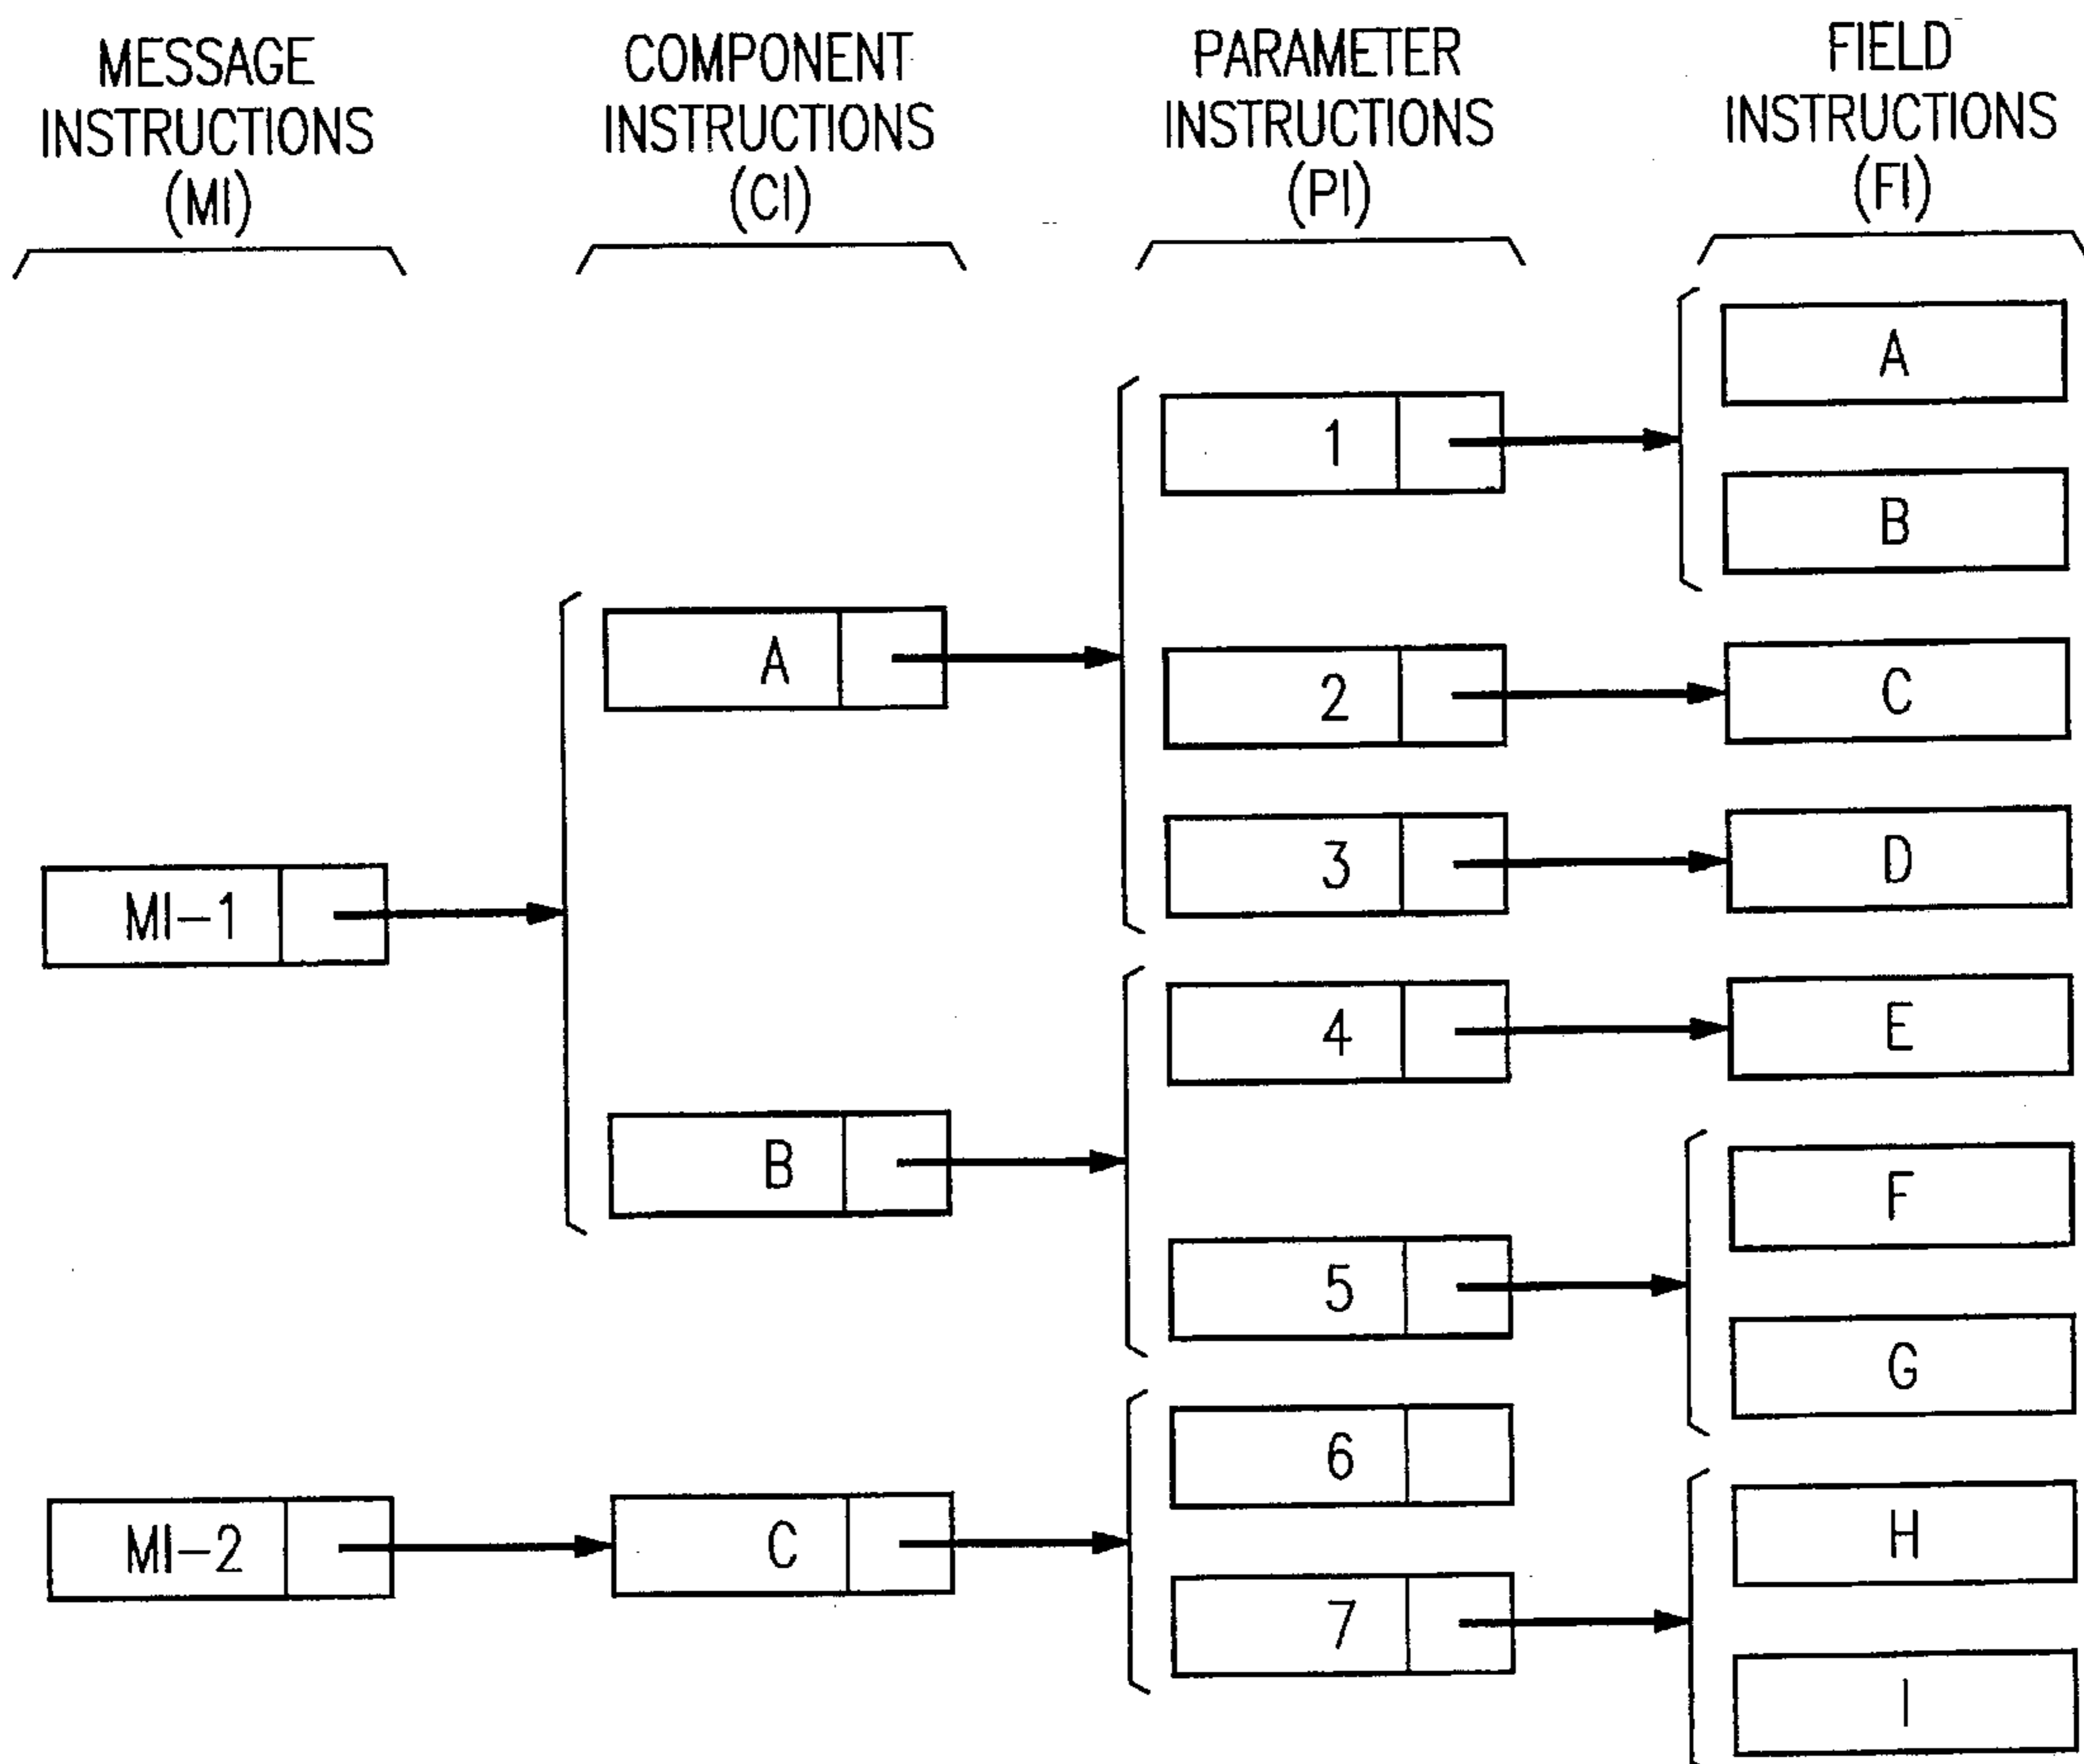 MESSAGE
INSTRUCTIONS
(MI)
COMPONENT
INSTRUCTIONS
(CI)
PARAMETER
INSTRUCTIONS
(PI)
FIELD
INSTRUCTIONS
(FI)
A
1
B
A
2
C
3
D
MI-1
4
E
B
F
5
G
6
MI-2
C
H
7
I